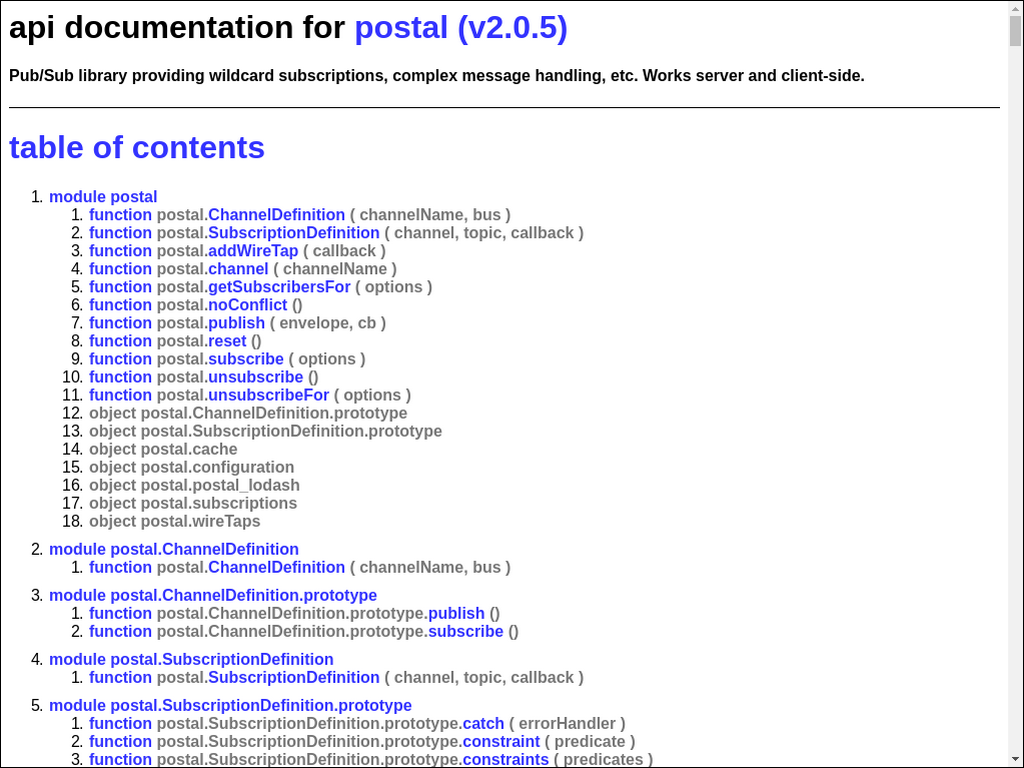 api documentation for postal (v2.0.5)
Pub/Sub library providing wildcard subscriptions, complex message handling, etc. Works server and client-side.
table of contents
1. module postal
1. function postal.ChannelDefinition ( channelName, bus )
2. function postal.SubscriptionDefinition ( channel, topic, callback )
3. function postal.addWireTap ( callback )
4. function postal.channel ( channelName )
5. function postal.getSubscribersFor ( options )
6. function postal.noConflict ()
7. function postal.publish ( envelope, cb )
8. function postal.reset ()
9. function postal.subscribe ( options )
10. function postal.unsubscribe ()
11. function postal.unsubscribeFor ( options )
12. object postal.ChannelDefinition.prototype
13. object postal.SubscriptionDefinition.prototype
14. object postal.cache
15. object postal.configuration
16. object postal.postal_lodash
17. object postal.subscriptions
18. object postal.wireTaps
2. module postal.ChannelDefinition
1. function postal.ChannelDefinition ( channelName, bus )
3. module postal.ChannelDefinition.prototype
1. function postal.ChannelDefinition.prototype.publish ()
2. function postal.ChannelDefinition.prototype.subscribe ()
4. module postal.SubscriptionDefinition
1. function postal.SubscriptionDefinition ( channel, topic, callback )
5. module postal.SubscriptionDefinition.prototype
1. function postal.SubscriptionDefinition.prototype.catch ( errorHandler )
2. function postal.SubscriptionDefinition.prototype.constraint ( predicate )
3. function postal.SubscriptionDefinition.prototype.constraints ( predicates )